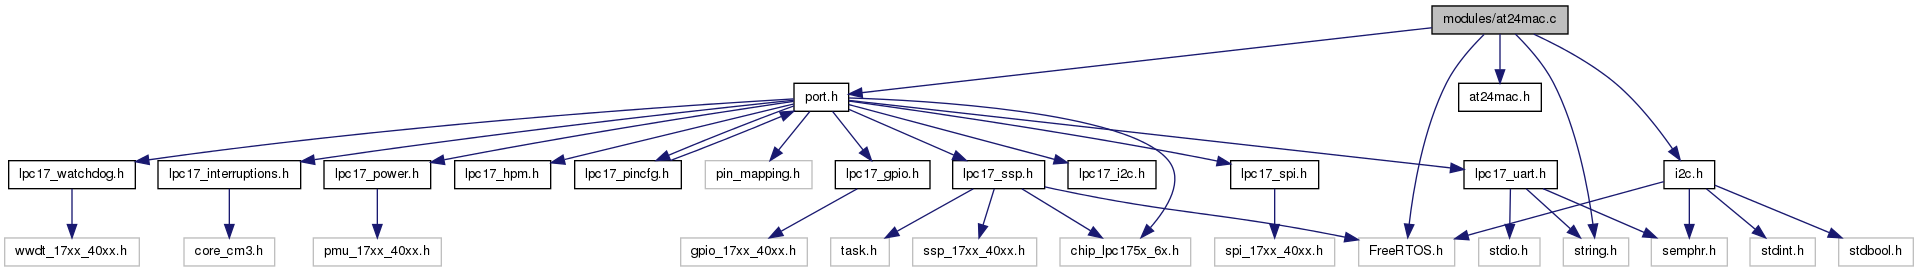 modules/at24mac.c
port.h
at24mac.h
lpc17_watchdog.h
lpc17_interruptions.h
lpc17_power.h
lpc17_hpm.h
lpc17_pincfg.h
pin_mapping.h
lpc17_gpio.h
lpc17_ssp.h
lpc17_i2c.h
lpc17_spi.h
lpc17_uart.h
i2c.h
wwdt_17xx_40xx.h
core_cm3.h
pmu_17xx_40xx.h
gpio_17xx_40xx.h
task.h
ssp_17xx_40xx.h
chip_lpc175x_6x.h
spi_17xx_40xx.h
FreeRTOS.h
stdio.h
string.h
semphr.h
stdint.h
stdbool.h